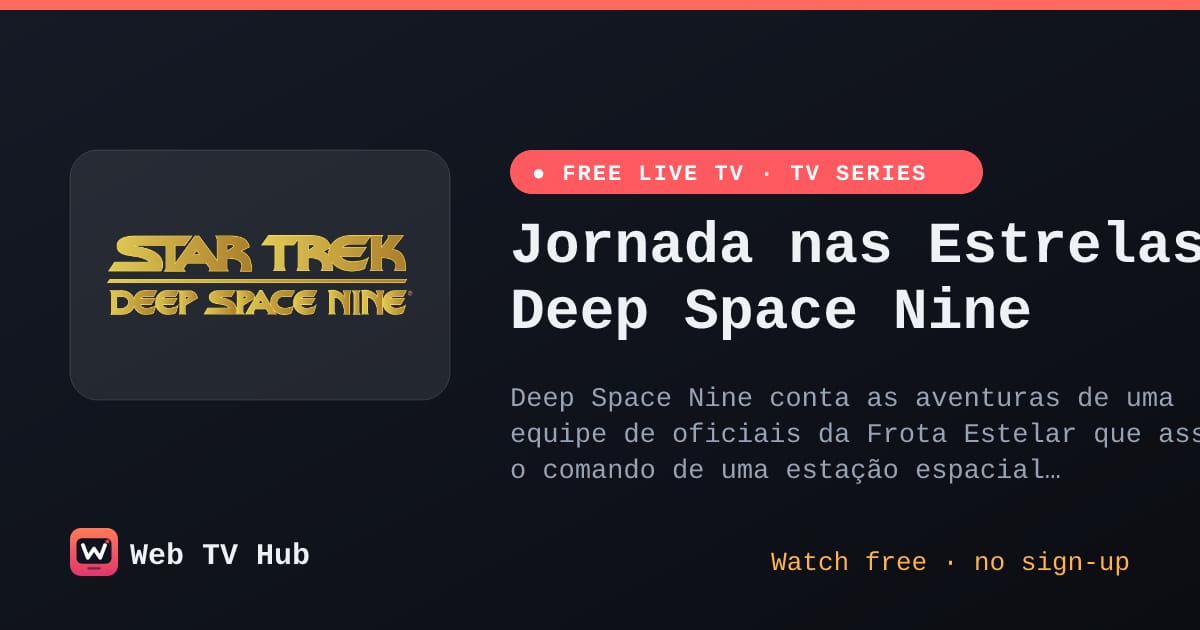 STAR TREK
DEEP SPACE NINE
• FREE LIVE TV · TV SERIES
Jornada nas Estrelas
Deep Space Nine
Deep Space Nine conta as aventuras de uma
equipe de oficiais da Frota Estelar que ass
o comando de uma estação espacial…
W
Web TV Hub
Watch free · no sign-up